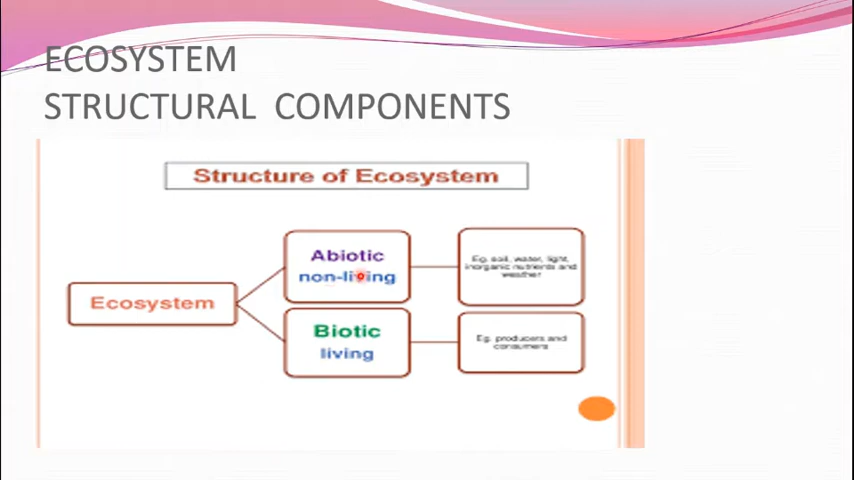 ECOSYSTEM
STRUCTURAL COMPONENTS
Structure of Ecosystem
Ecosystem
Abiotic
non-living
Eg. soil, water, light,
inorganic nutrients and
weather
Biotic
living
Eg. producers and
consumers